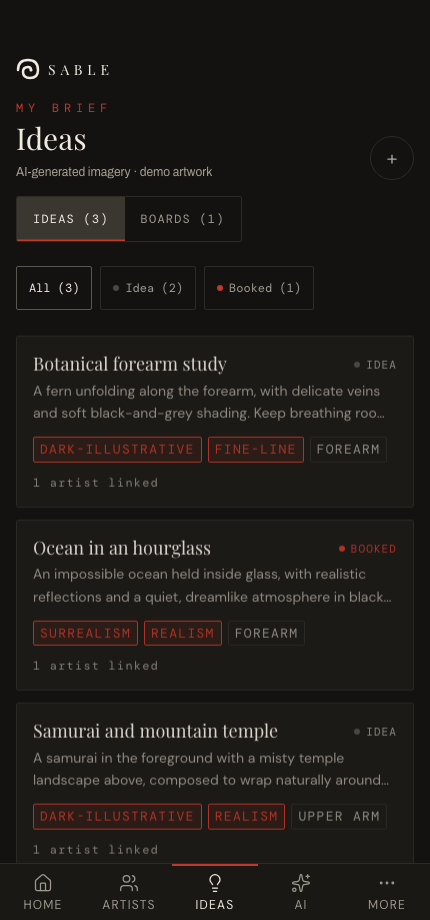 SABLE
MY BRIEF
Ideas
AI-generated imagery · demo artwork
+
IDEAS (3)
BOARDS (1)
All (3)
Idea (2)
Booked (1)
Botanical forearm study
IDEA
A fern unfolding along the forearm, with delicate veins
and soft black-and-grey shading. Keep breathing roo...
DARK-ILLUSTRATIVE
FINE-LINE
FOREARM
1 artist linked
Ocean in an hourglass
BOOKED
An impossible ocean held inside glass, with realistic
reflections and a quiet, dreamlike atmosphere in black...
SURREALISM
REALISM
FOREARM
1 artist linked
Samurai and mountain temple
IDEA
A samurai in the foreground with a misty temple
landscape above, composed to wrap naturally around...
DARK-ILLUSTRATIVE
REALISM
UPPER ARM
1 artist linked
HOME
ARTISTS
IDEAS
AI
MORE